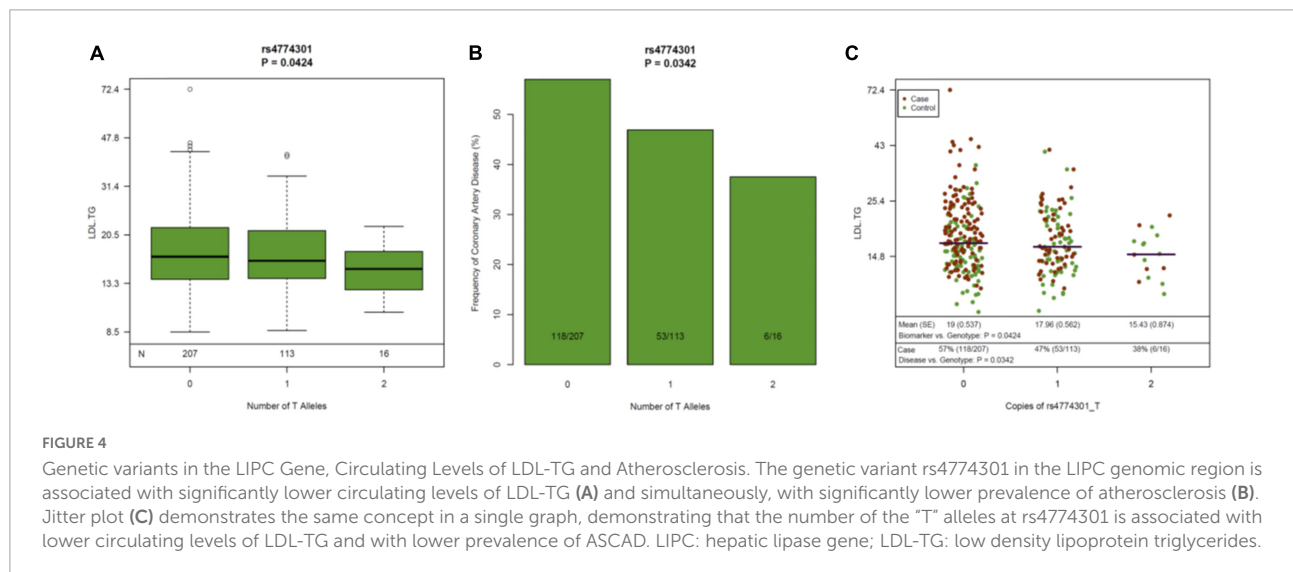 A
rs4774301
P = 0.0424
72.4
47.8
31.4
20.5
13.3
8.5
LDL.TG
N 207 113 16
0 1 2
Number of T Alleles
B
rs4774301
P = 0.0342
50
40
30
20
10
0
Frequency of Coronary Artery Disease (%)
118/207 53/113 6/16
0 1 2
Number of T Alleles
C
72.4
43
25.4
14.8
LDL.TG
Case
Control
Mean (SE) 19 (0.537) 17.96 (0.562) 15.43 (0.874)
Biomarker vs. Genotype: P = 0.0424
Case 57% (118/207) 47% (53/113) 38% (6/16)
Disease vs. Genotype: P = 0.0342
0 1 2
Copies of rs4774301_T
FIGURE 4
Genetic variants in the LIPC Gene, Circulating Levels of LDL-TG and Atherosclerosis. The genetic variant rs4774301 in the LIPC genomic region is
associated with significantly lower circulating levels of LDL-TG (A) and simultaneously, with significantly lower prevalence of atherosclerosis (B).
Jitter plot (C) demonstrates the same concept in a single graph, demonstrating that the number of the "T" alleles at rs4774301 is associated with
lower circulating levels of LDL-TG and with lower prevalence of ASCAD. LIPC: hepatic lipase gene; LDL-TG: low density lipoprotein triglycerides.